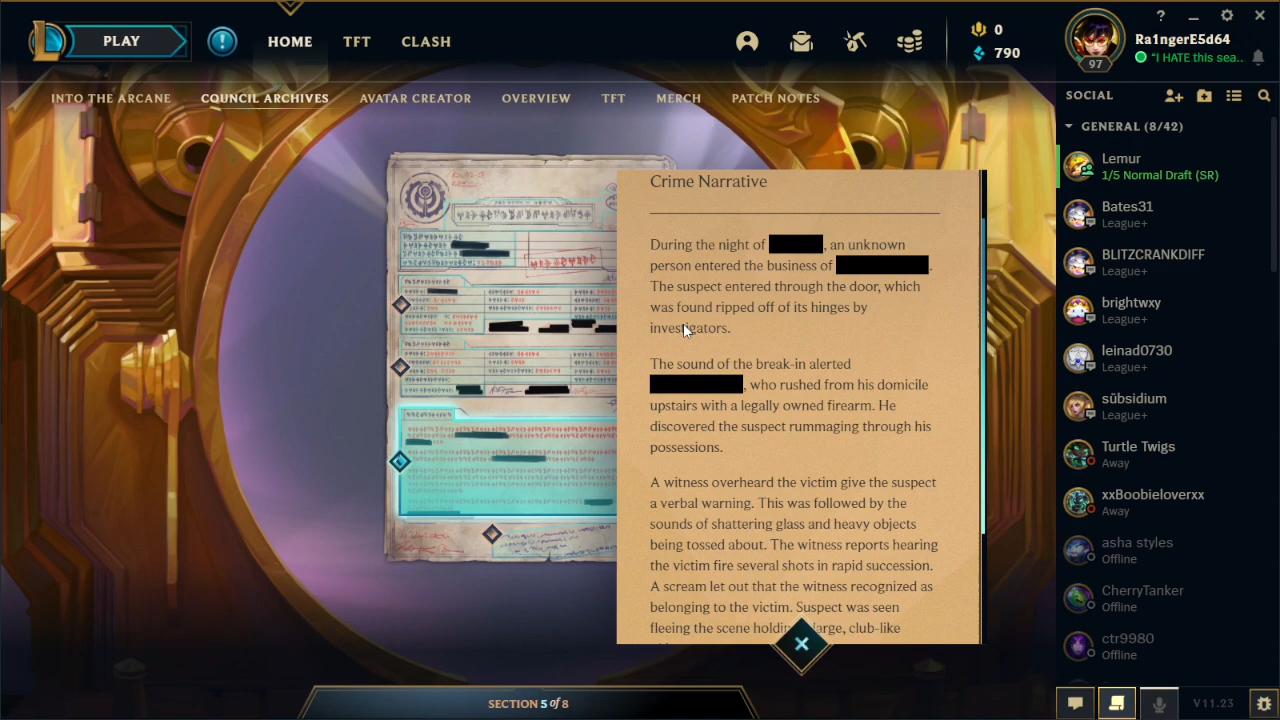 PLAY
HOME
TFT
CLASH
0
790
97
?
Ra1ngerE5d64
"I HATE this sea..
INTO THE ARCANE
COUNCIL ARCHIVES
AVATAR CREATOR
OVERVIEW
TFT
MERCH
PATCH NOTES
SOCIAL
GENERAL (8/42)
Lemur
1/5 Normal Draft (SR)
Bates31
League+
BLITZCRANKDIFF
League+
brightwxy
League+
leinad0730
League+
sûbsidium
League+
Turtle Twigs
Away
xxBoobieloverxx
Away
asha styles
Offline
CherryTanker
Offline
ctr9980
Offline
Crime Narrative
During the night of , an unknown
person entered the business of .
The suspect entered through the door, which
was found ripped off of its hinges by
investigators.
The sound of the break-in alerted
, who rushed from his domicile
upstairs with a legally owned firearm. He
discovered the suspect rummaging through his
possessions.
A witness overheard the victim give the suspect
a verbal warning. This was followed by the
sounds of shattering glass and heavy objects
being tossed about. The witness reports hearing
the victim fire several shots in rapid succession.
A scream let out that the witness recognized as
belonging to the victim. Suspect was seen
fleeing the scene holding large, club-like
SECTION 5 of 8
V11.23